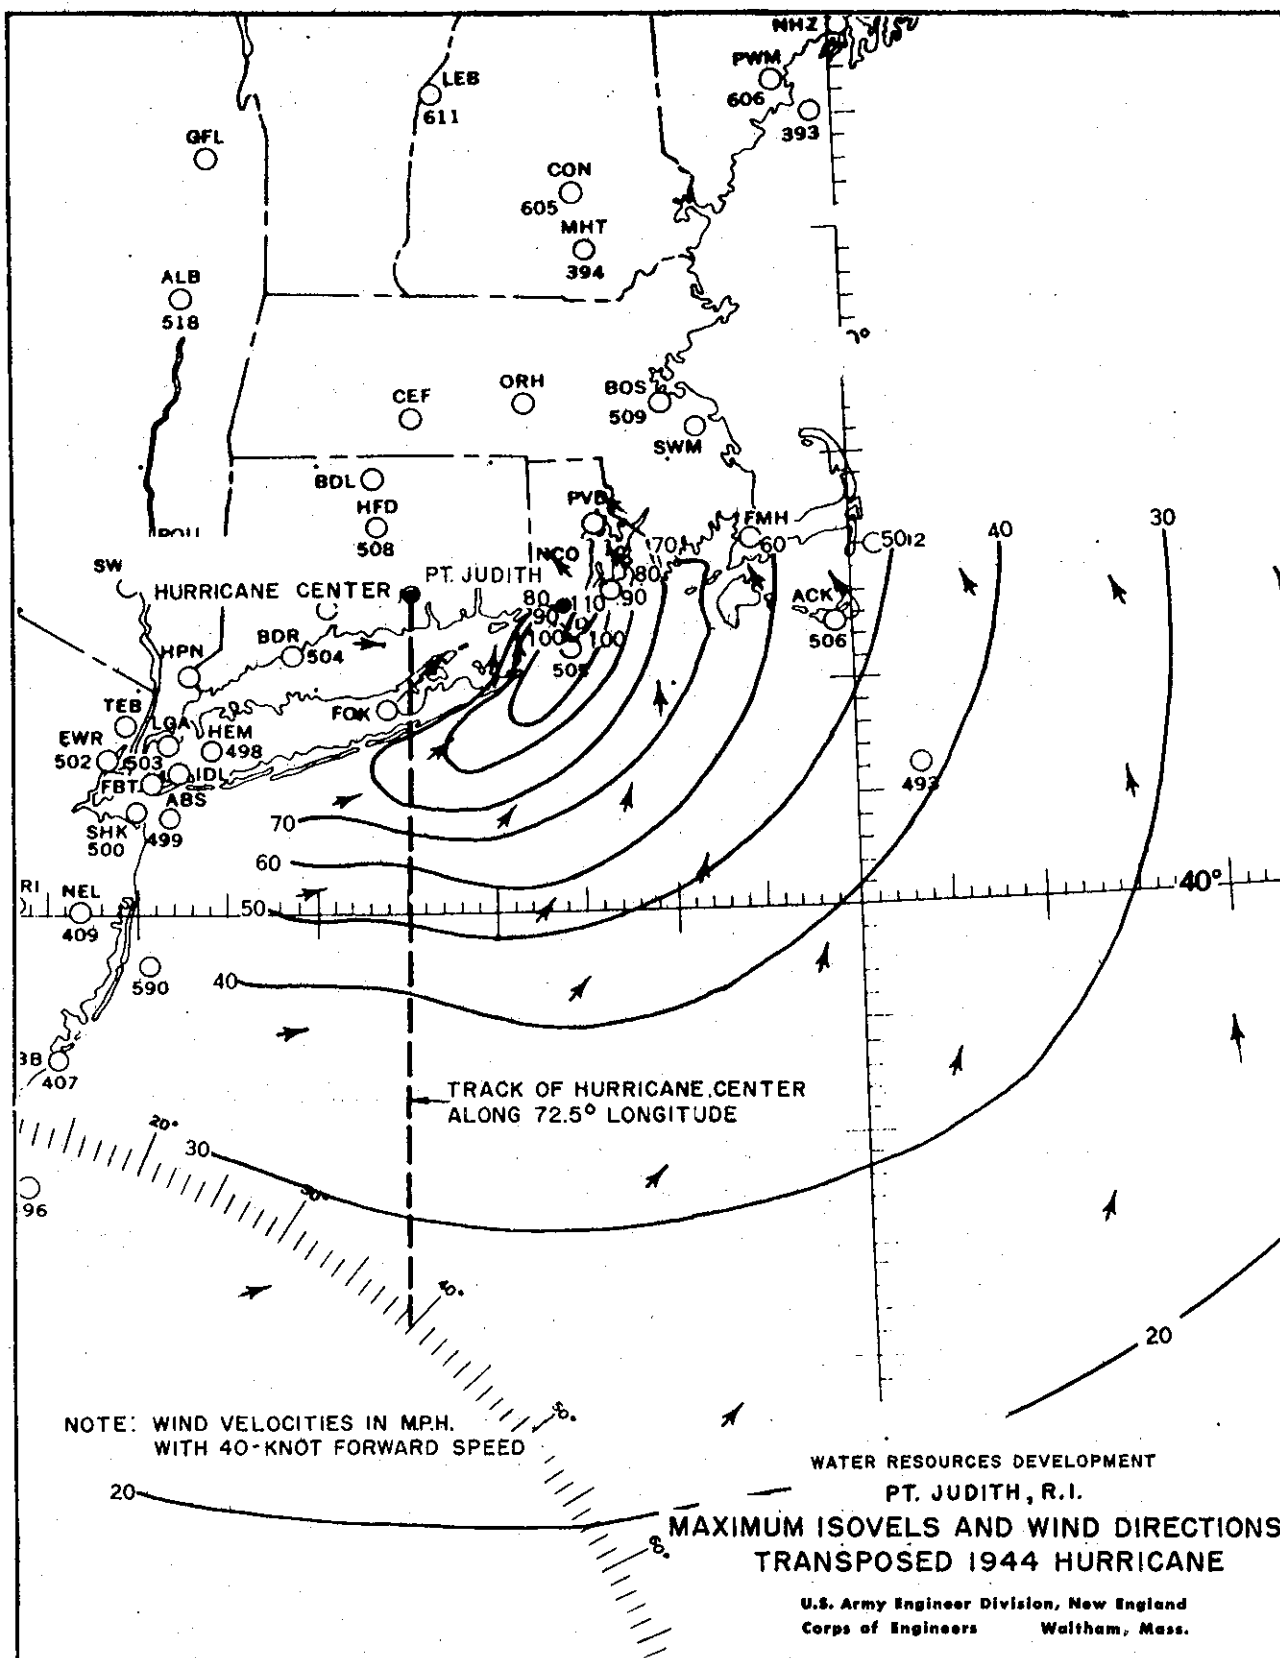 NHZ
PWM
606
393
LEB
611
GFL
CON
605
MHT
394
ALB
518
CEF
ORH
BOS
509
SWM
BDL
HFD
508
PVD
FMH
NCO
70
80
90
60
50
12
40
30
SW
HURRICANE CENTER
PT. JUDITH
80
90
100
110
100
ACK
506
BDR
504
HPN
FOK
TEB
LGA
EWR
502
503
HEM
498
IDL
FBT
ABS
SHK
500
499
493
70
60
50
40°
RI
NEL
409
590
40
407
TRACK OF HURRICANE CENTER
ALONG 72.5° LONGITUDE
20°
30
30°
96
40°
20
50°
NOTE: WIND VELOCITIES IN M.P.H.
WITH 40-KNOT FORWARD SPEED
20
WATER RESOURCES DEVELOPMENT
PT. JUDITH, R.I.
MAXIMUM ISOVELS AND WIND DIRECTIONS
TRANSPOSED 1944 HURRICANE
U.S. Army Engineer Division, New England
Corps of Engineers Waltham, Mass.